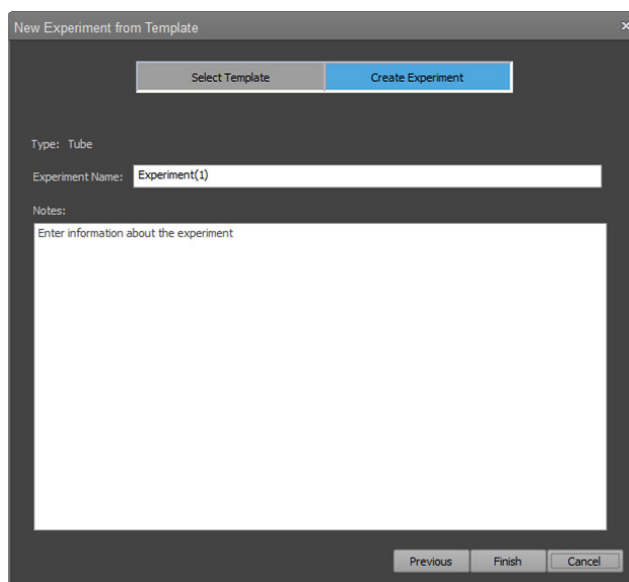 New Experiment from Template
Select Template Create Experiment
Type: Tube
Experiment Name: Experiment(1)
Notes:
Enter information about the experiment
Previous Finish Cancel